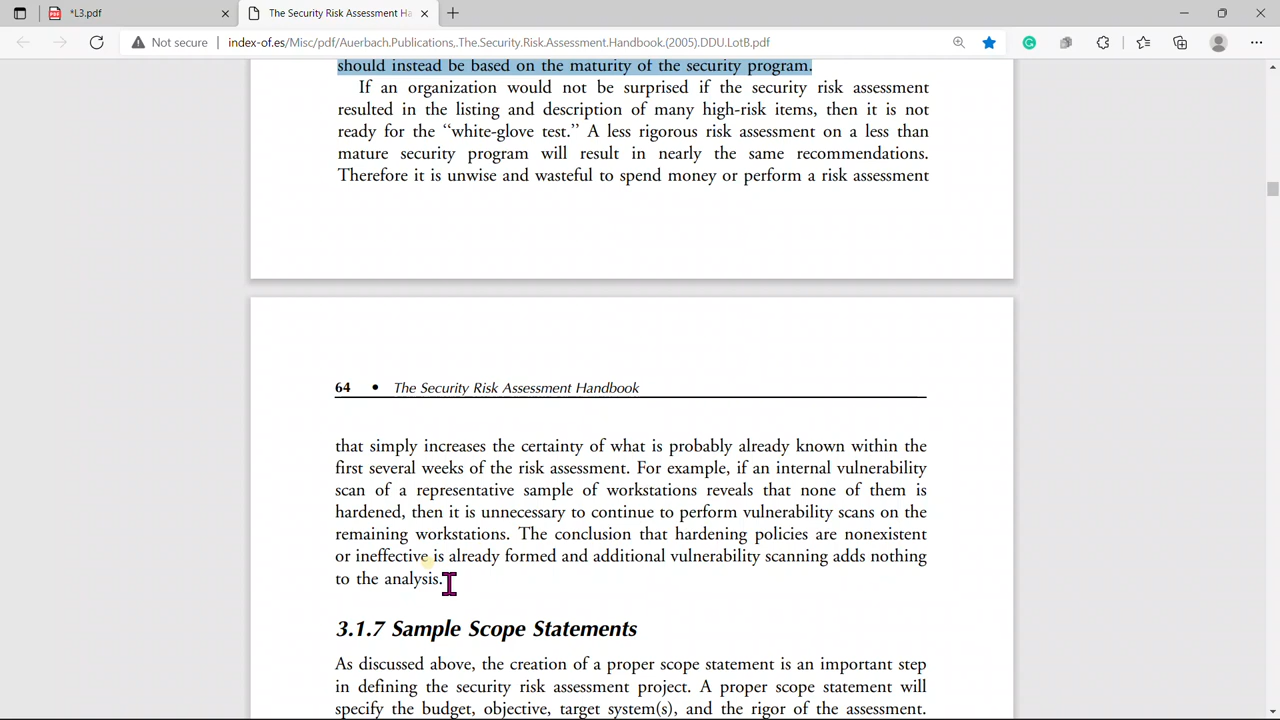 *L3.pdf
The Security Risk Assessment Ha
Not secure
index-of.es/Misc/pdf/Auerbach.Publications,.The.Security.Risk.Assessment.Handbook.(2005).DDU.LotB.pdf
should instead be based on the maturity of the security program.
If an organization would not be surprised if the security risk assessment
resulted in the listing and description of many high-risk items, then it is not
ready for the ‘‘white-glove test.’’ A less rigorous risk assessment on a less than
mature security program will result in nearly the same recommendations.
Therefore it is unwise and wasteful to spend money or perform a risk assessment
64 • The Security Risk Assessment Handbook
that simply increases the certainty of what is probably already known within the
first several weeks of the risk assessment. For example, if an internal vulnerability
scan of a representative sample of workstations reveals that none of them is
hardened, then it is unnecessary to continue to perform vulnerability scans on the
remaining workstations. The conclusion that hardening policies are nonexistent
or ineffective is already formed and additional vulnerability scanning adds nothing
to the analysis.
3.1.7 Sample Scope Statements
As discussed above, the creation of a proper scope statement is an important step
in defining the security risk assessment project. A proper scope statement will
specify the budget, objective, target system(s), and the rigor of the assessment.